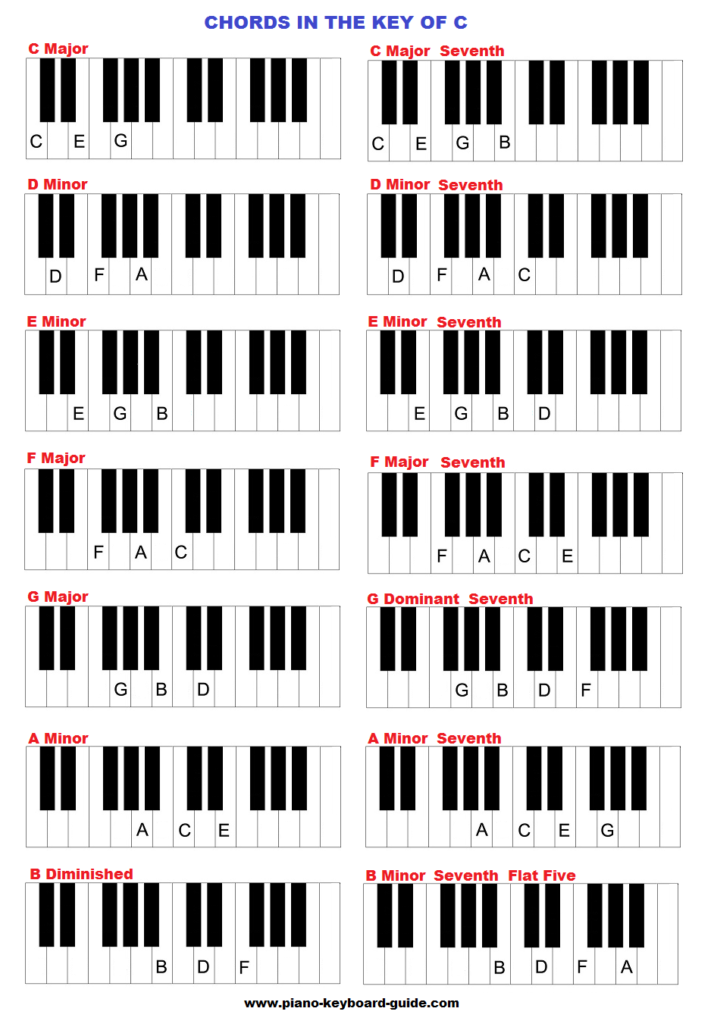 CHORDS IN THE KEY OF C
C Major
C E G
C Major Seventh
C E G B
D Minor
D F A
D Minor Seventh
D F A C
E Minor
E G B
E Minor Seventh
E G B D
F Major
F A C
F Major Seventh
F A C E
G Major
G B D
G Dominant Seventh
G B D F
A Minor
A C E
A Minor Seventh
A C E G
B Diminished
B D F
B Minor Seventh Flat Five
B D F A
www.piano-keyboard-guide.com